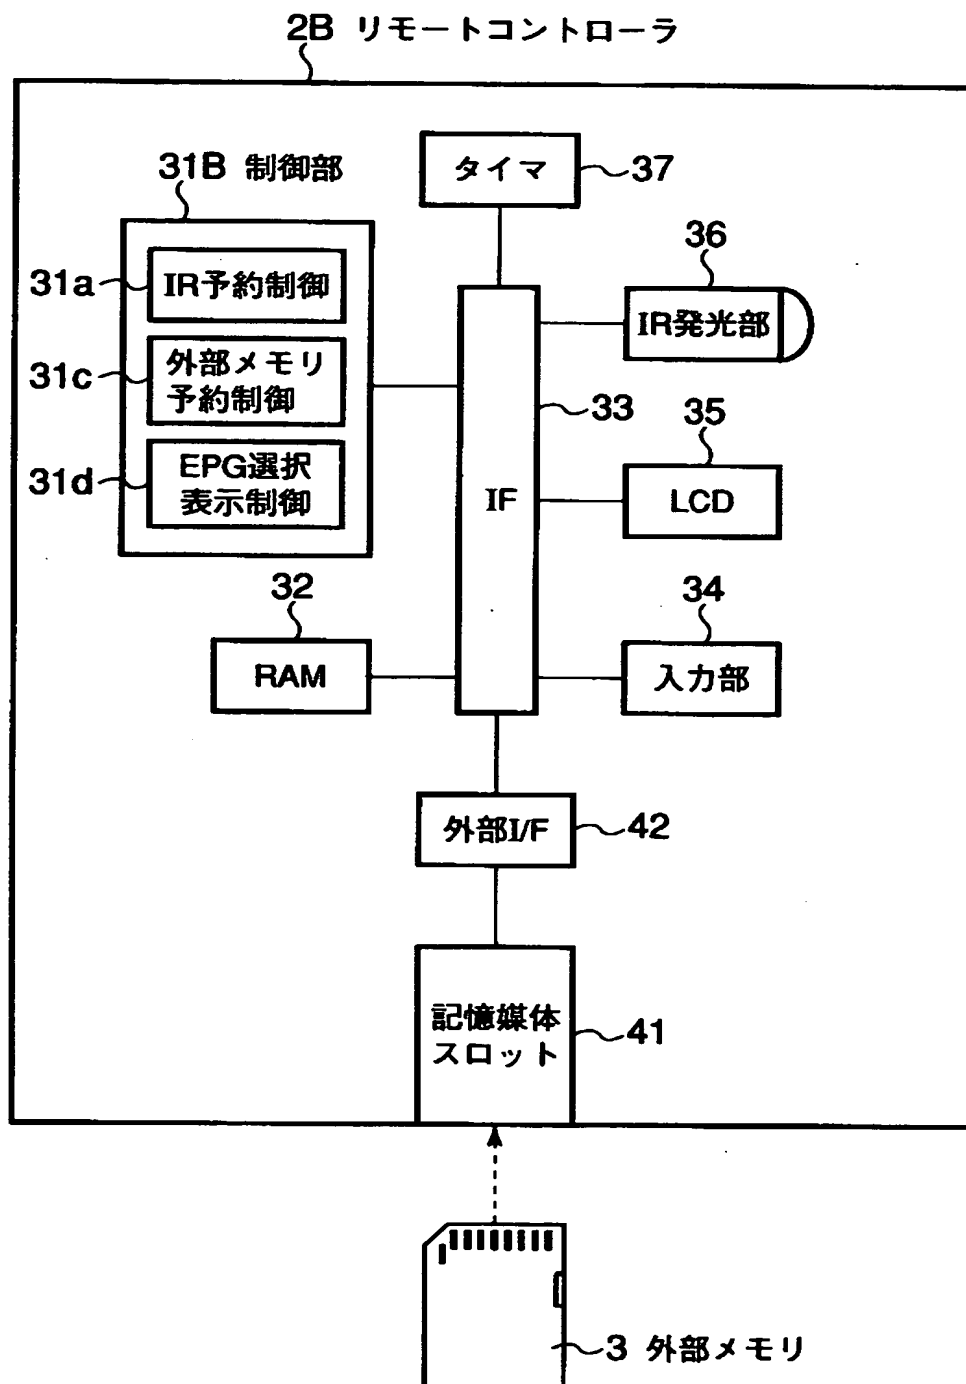 2B リモートコントローラ
31B 制御部
タイマ
37
31a
IR予約制御
36
IR発光部
31c
外部メモリ
予約制御
33
35
31d
EPG選択
表示制御
IF
LCD
32
34
RAM
入力部
外部I/F
42
記憶媒体
スロット
41
3 外部メモリ